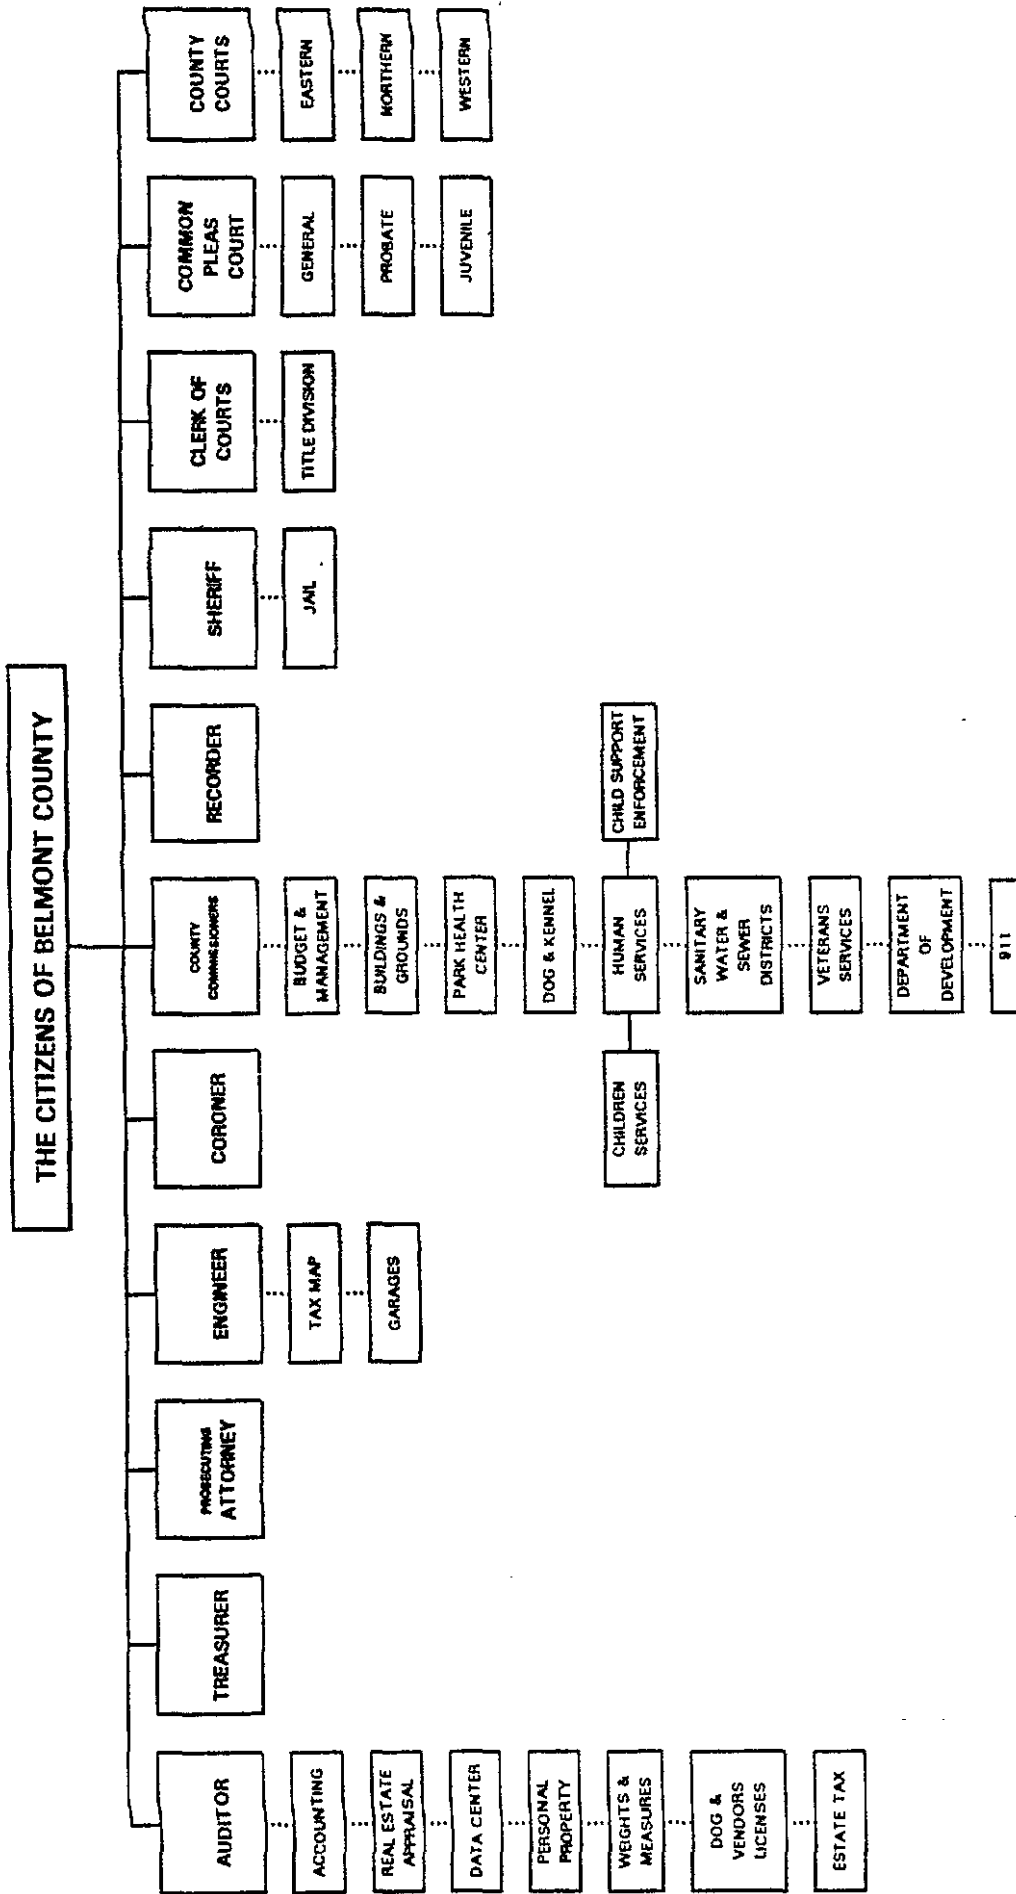 THE CITIZENS OF BELMONT COUNTY
AUDITOR
ACCOUNTING
REAL ESTATE
APPRAISAL
DATA CENTER
PERSONAL
PROPERTY
WEIGHTS &
MEASURES
DOG &
VENDORS
LICENSES
ESTATE TAX
TREASURER
PROSECUTING
ATTORNEY
ENGINEER
TAX MAP
GARAGES
CORONER
COUNTY
COMMISSIONERS
BUDGET &
MANAGEMENT
BUILDINGS &
GROUNDS
PARK HEALTH
CENTER
DOG & KENNEL
CHILDREN
SERVICES
HUMAN
SERVICES
CHILD SUPPORT
ENFORCEMENT
SANITARY
WATER &
SEWER
DISTRICTS
VETERANS
SERVICES
DEPARTMENT
OF
DEVELOPMENT
911
RECORDER
SHERIFF
JAIL
CLERK OF
COURTS
TITLE DIVISION
COMMON
PLEAS
COURT
GENERAL
PROBATE
JUVENILE
COUNTY
COURTS
EASTERN
NORTHERN
WESTERN